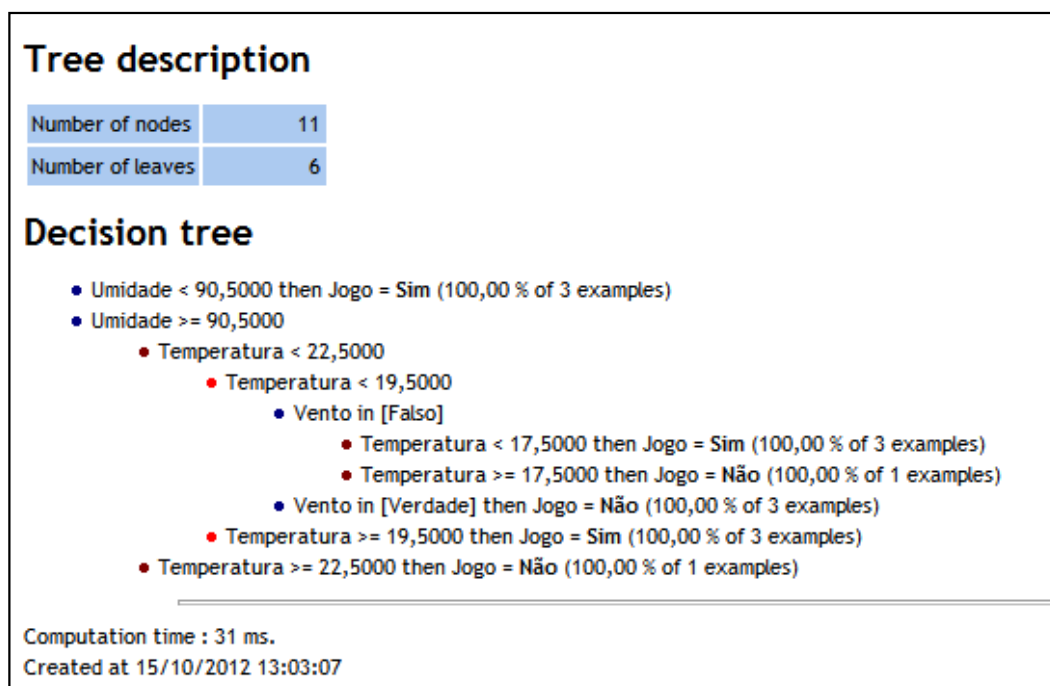 Tree description
Number of nodes 11
Number of leaves 6
Decision tree
Umidade < 90,5000 then Jogo = Sim (100,00 % of 3 examples)
Umidade >= 90,5000
Temperatura < 22,5000
Temperatura < 19,5000
Vento in [Falso]
Temperatura < 17,5000 then Jogo = Sim (100,00 % of 3 examples)
Temperatura >= 17,5000 then Jogo = Não (100,00 % of 1 examples)
Vento in [Verdade] then Jogo = Não (100,00 % of 3 examples)
Temperatura >= 19,5000 then Jogo = Sim (100,00 % of 3 examples)
Temperatura >= 22,5000 then Jogo = Não (100,00 % of 1 examples)
Computation time : 31 ms.
Created at 15/10/2012 13:03:07